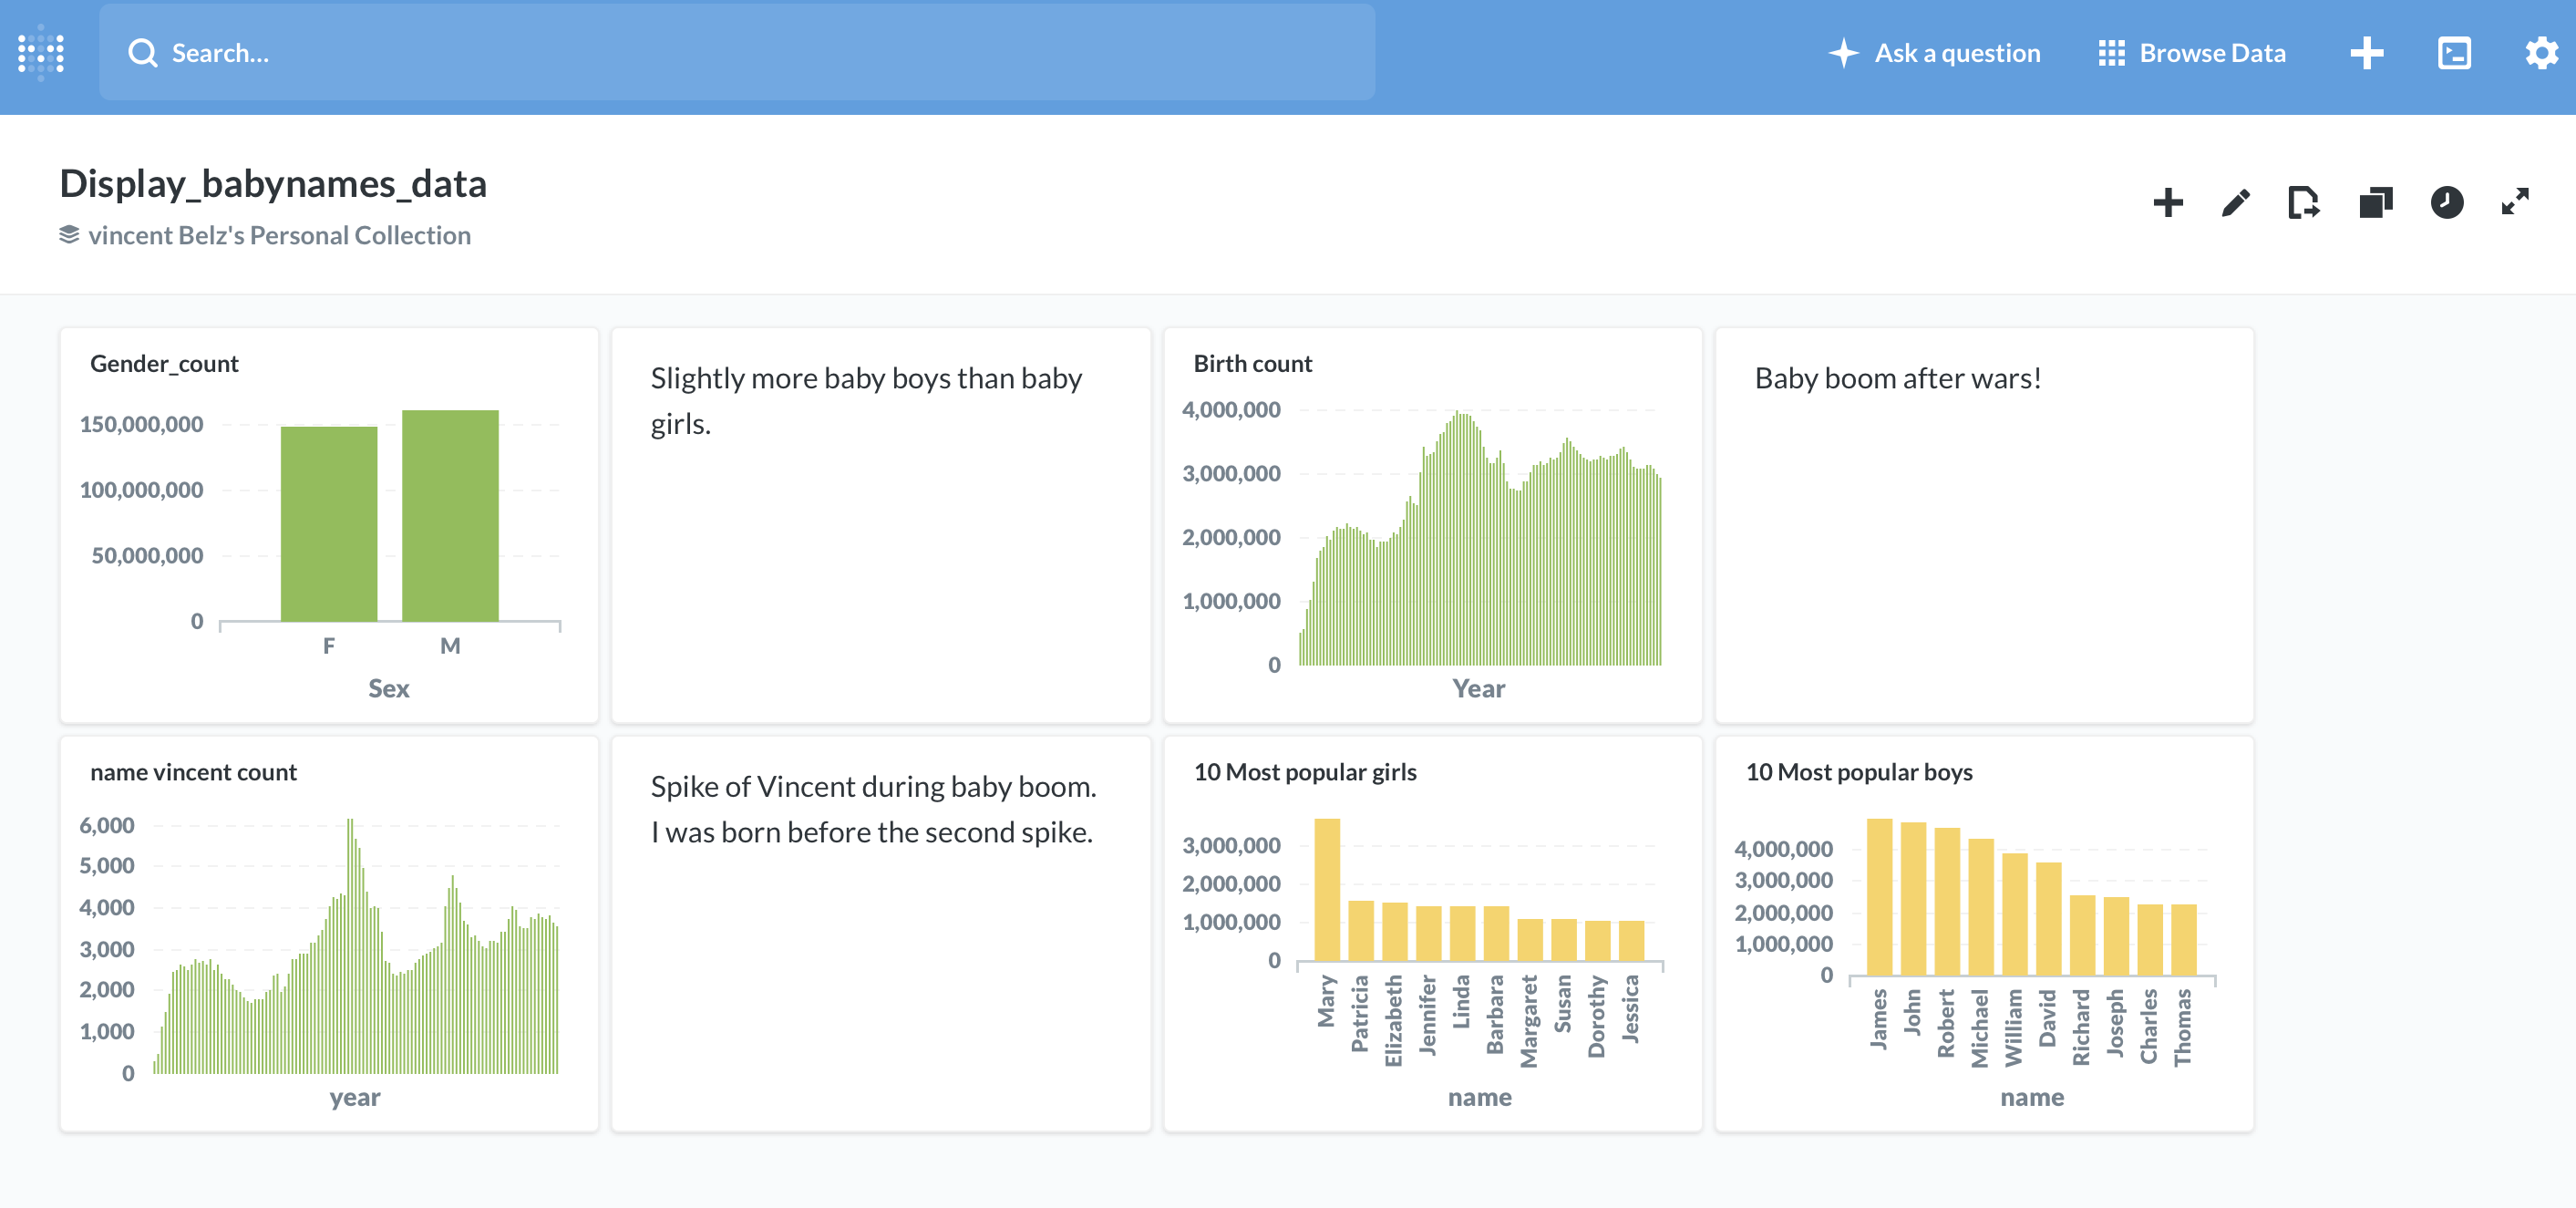 Search...
Ask a question
Browse Data
Display_babynames_data
vincent Belz's Personal Collection
Gender_count
150,000,000
100,000,000
50,000,000
0
F
M
Sex
Slightly more baby boys than baby
girls.
Birth count
4,000,000
3,000,000
2,000,000
1,000,000
0
Year
Baby boom after wars!
name vincent count
6,000
5,000
4,000
3,000
2,000
1,000
0
year
Spike of Vincent during baby boom.
I was born before the second spike.
10 Most popular girls
3,000,000
2,000,000
1,000,000
0
Mary
Patricia
Elizabeth
Jennifer
Linda
Barbara
Margaret
Susan
Dorothy
Jessica
name
10 Most popular boys
4,000,000
3,000,000
2,000,000
1,000,000
0
James
John
Robert
Michael
William
David
Richard
Joseph
Charles
Thomas
name